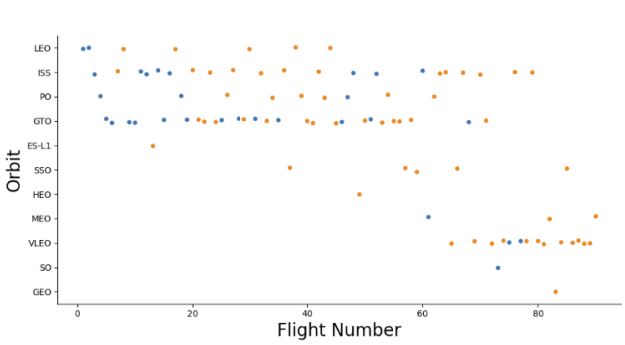 LEO
ISS
PO
GTO
ES-L1
SSO
HEO
MEO
VLEO
SO
GEO
Orbit
0 20 40 60 80
Flight Number